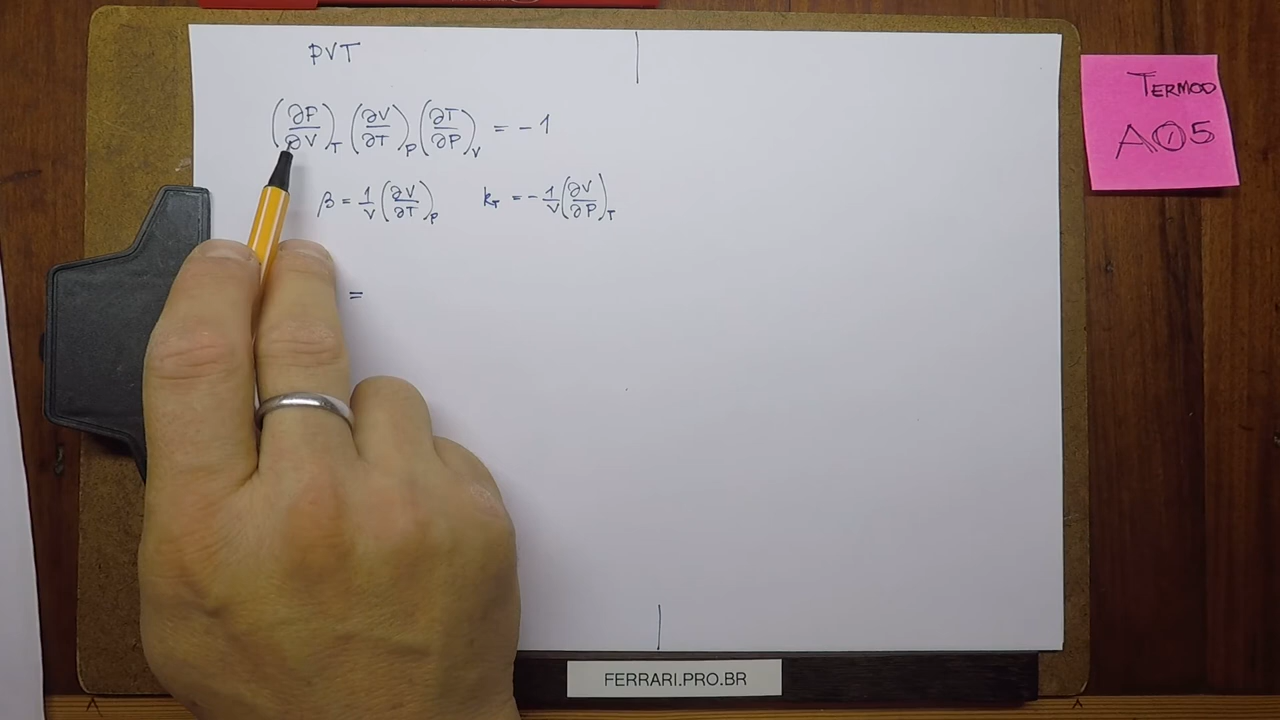 PVT
(∂P/∂V)_T (∂V/∂T)_P (∂T/∂P)_V = -1
β = 1/V (∂V/∂T)_P   k_T = -1/V (∂V/∂P)_T
=
TERMOD
A05
FERRARI.PRO.BR